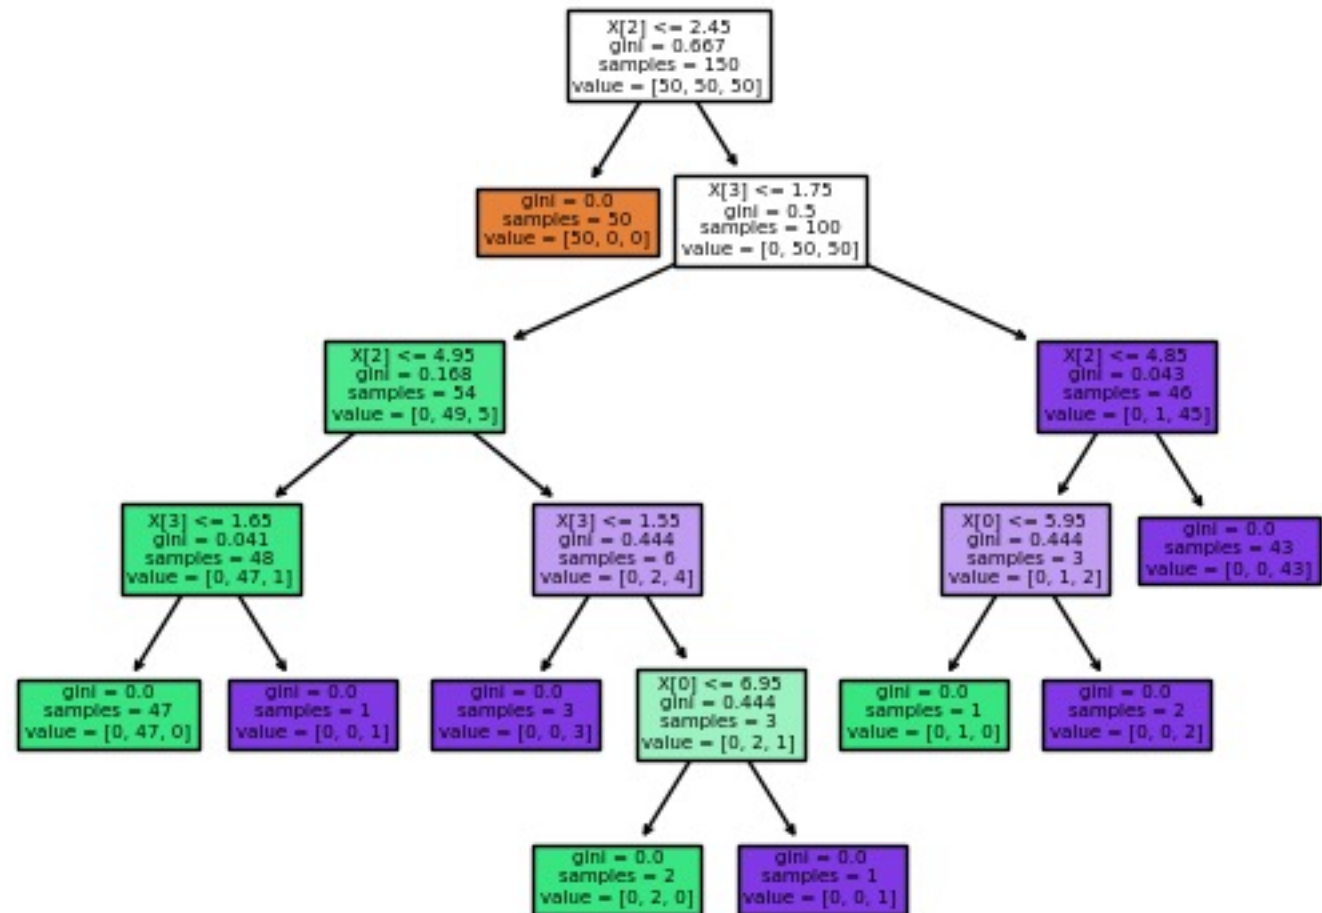 X[2] <= 2.45
gini = 0.667
samples = 150
value = [50, 50, 50]
gini = 0.0
samples = 50
value = [50, 0, 0]
X[3] <= 1.75
gini = 0.5
samples = 100
value = [0, 50, 50]
X[2] <= 4.95
gini = 0.168
samples = 54
value = [0, 49, 5]
X[2] <= 4.85
gini = 0.043
samples = 46
value = [0, 1, 45]
X[3] <= 1.65
gini = 0.041
samples = 48
value = [0, 47, 1]
X[3] <= 1.55
gini = 0.444
samples = 6
value = [0, 2, 4]
X[0] <= 5.95
gini = 0.444
samples = 3
value = [0, 1, 2]
gini = 0.0
samples = 43
value = [0, 0, 43]
gini = 0.0
samples = 47
value = [0, 47, 0]
gini = 0.0
samples = 1
value = [0, 0, 1]
gini = 0.0
samples = 3
value = [0, 0, 3]
X[0] <= 6.95
gini = 0.444
samples = 3
value = [0, 2, 1]
gini = 0.0
samples = 1
value = [0, 1, 0]
gini = 0.0
samples = 2
value = [0, 0, 2]
gini = 0.0
samples = 2
value = [0, 2, 0]
gini = 0.0
samples = 1
value = [0, 0, 1]